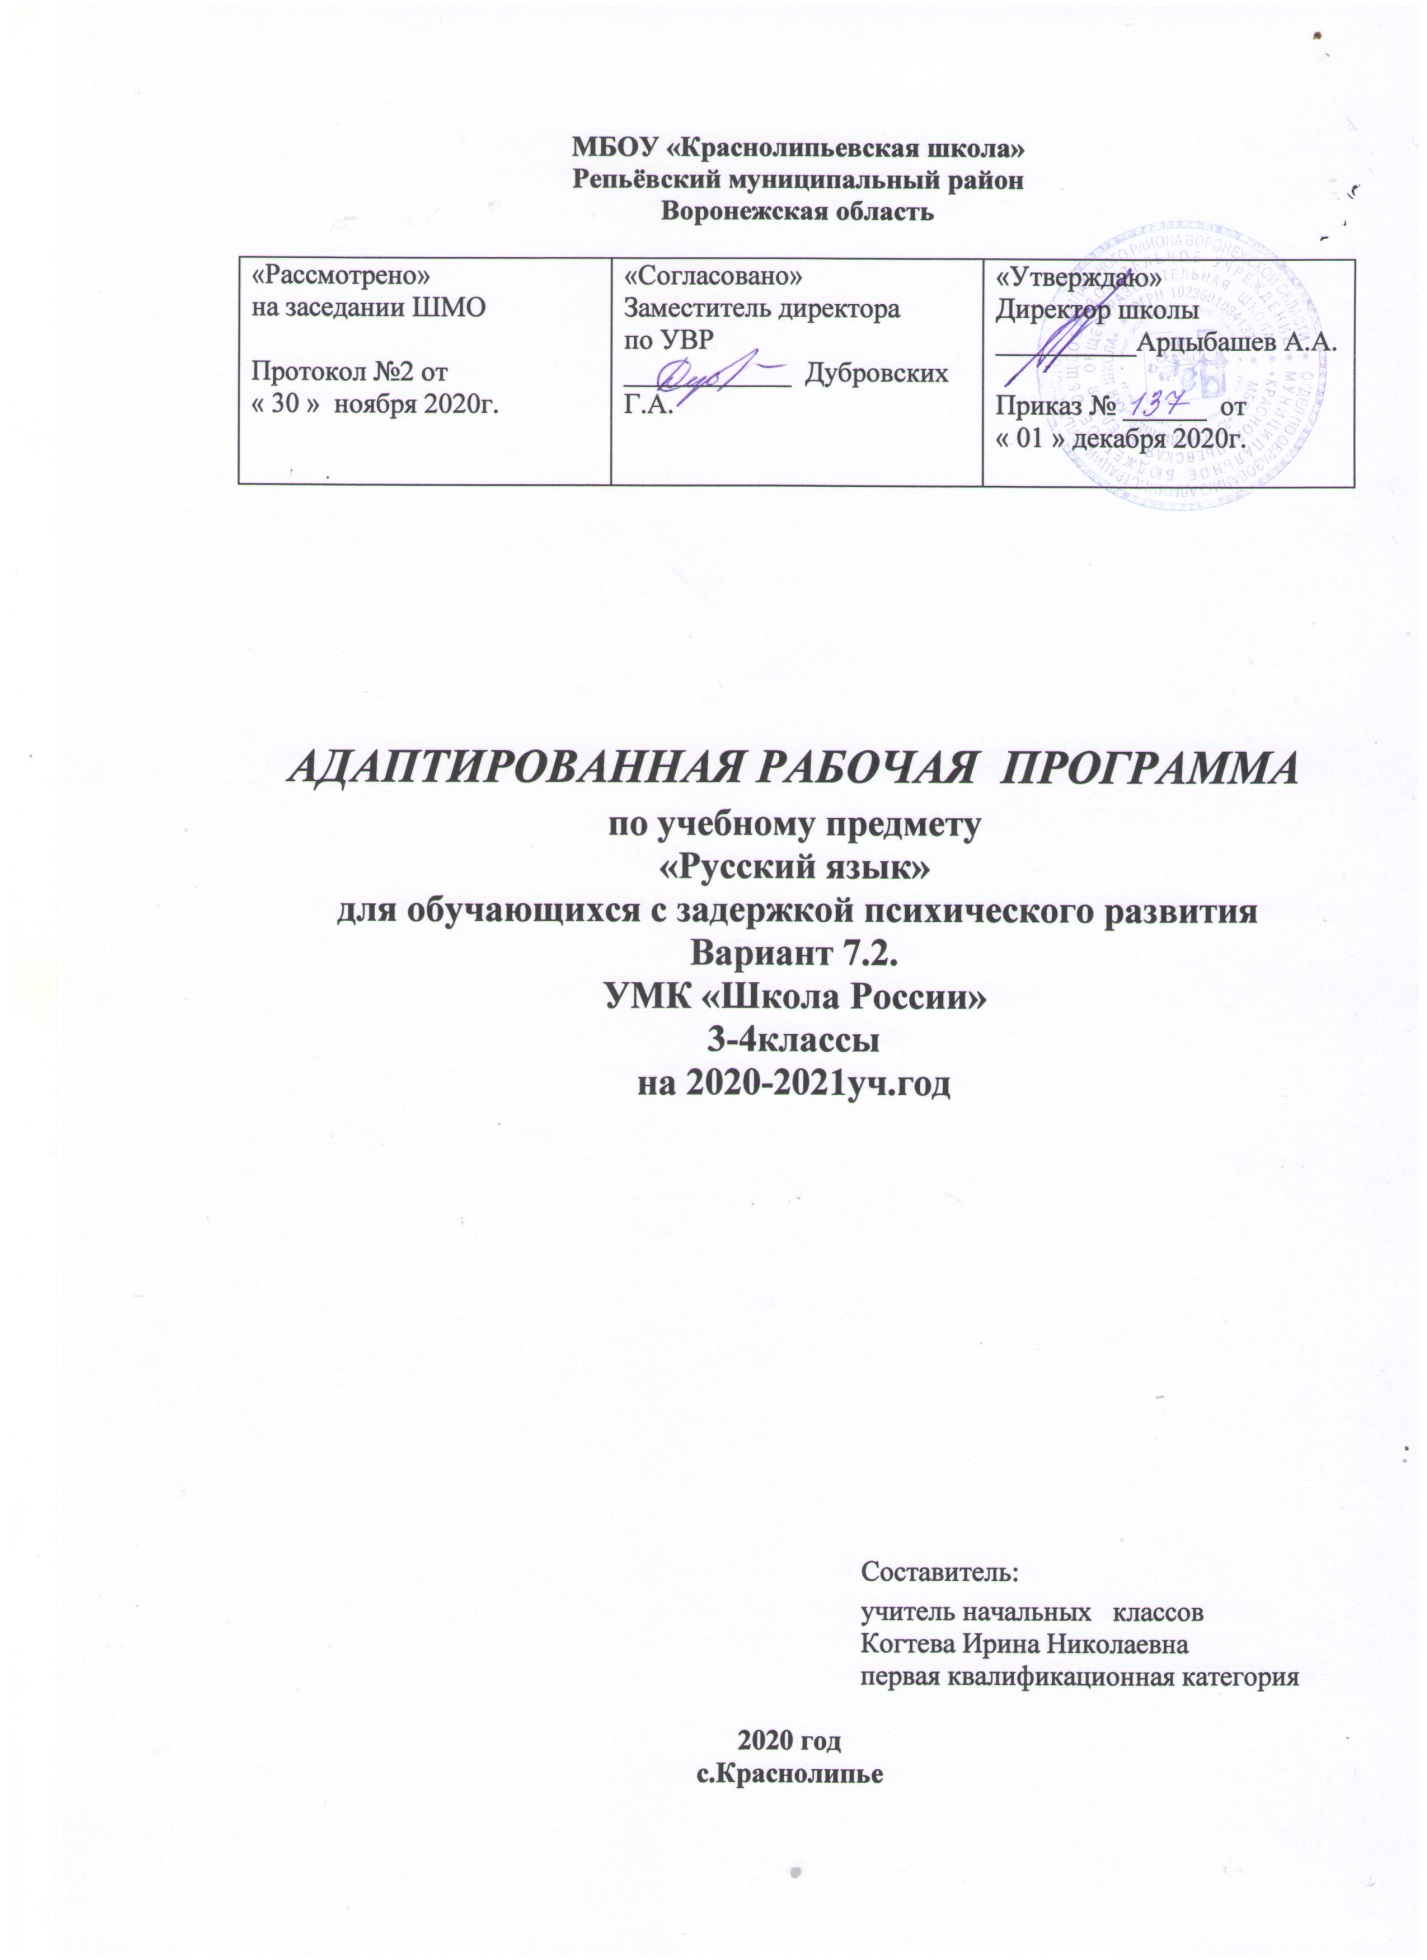 МБОУ «Краснолипьевская школа»
Репьёвский муниципальный район
Воронежская область
«Рассмотрено»
на заседании ШМО
Протокол №2 от
« 30 » ноября 2020г.
«Согласовано»
Заместитель директора
по УВР
____________ Дубровских
Г.А.
«Утверждаю»
Директор школы
__________Арцыбашев А.А.
Приказ № 137 от
« 01 » декабря 2020г.
АДАПТИРОВАННАЯ РАБОЧАЯ ПРОГРАММА
по учебному предмету
«Русский язык»
для обучающихся с задержкой психического развития
Вариант 7.2.
УМК «Школа России»
3-4классы
на 2020-2021уч.год
Составитель:
учитель начальных классов
Когтева Ирина Николаевна
первая квалификационная категория
2020 год
с.Краснолипье